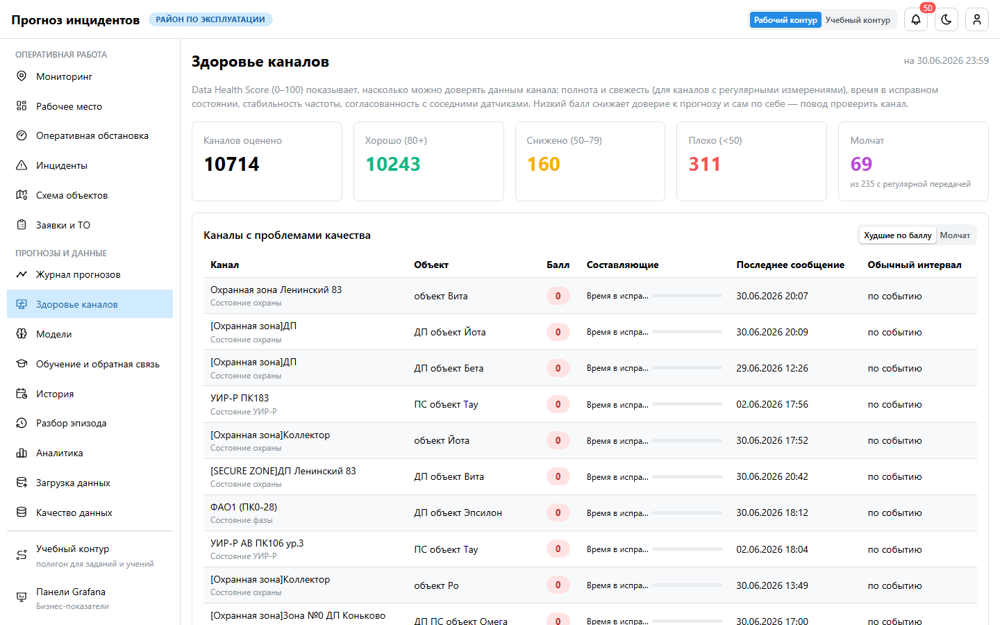 Прогноз инцидентов
РАЙОН ПО ЭКСПЛУАТАЦИИ
Рабочий контур
Учебный контур
50
ОПЕРАТИВНАЯ РАБОТА
Мониторинг
Рабочее место
Оперативная обстановка
Инциденты
Схема объектов
Заявки и ТО
ПРОГНОЗЫ И ДАННЫЕ
Журнал прогнозов
Здоровье каналов
Модели
Обучение и обратная связь
История
Разбор эпизода
Аналитика
Загрузка данных
Качество данных
Учебный контур
полигон для заданий и учений
Панели Grafana
Бизнес-показатели
Здоровье каналов
на 30.06.2026 23:59
Data Health Score (0–100) показывает, насколько можно доверять данным канала: полнота и свежесть (для каналов с регулярными измерениями), время в исправном
состоянии, стабильность частоты, согласованность с соседними датчиками. Низкий балл снижает доверие к прогнозу и сам по себе — повод проверить канал.
Каналов оценено
10714
Хорошо (80+)
10243
Снижено (50–79)
160
Плохо (<50)
311
Молчат
69
из 235 с регулярной передачей
Каналы с проблемами качества
Худшие по баллу
Молчат
Канал Объект Балл Составляющие Последнее сообщение Обычный интервал
Охранная зона Ленинский 83
Состояние охраны
объект Вита 0 Время в испра... 30.06.2026 20:07 по событию
[Охранная зона]ДП
Состояние охраны
ДП объект Йота 0 Время в испра... 30.06.2026 20:09 по событию
[Охранная зона]ДП
Состояние охраны
ДП объект Бета 0 Время в испра... 29.06.2026 12:26 по событию
УИР-Р ПК183
Состояние УИР-Р
ПС объект Тау 0 Время в испра... 02.06.2026 17:56 по событию
[Охранная зона]Коллектор
Состояние охраны
объект Йота 0 Время в испра... 30.06.2026 17:52 по событию
[SECURE ZONE]ДП Ленинский 83
Состояние охраны
ДП объект Вита 0 Время в испра... 30.06.2026 20:42 по событию
ФАО1 (ПК0-28)
Состояние фазы
ДП объект Эпсилон 0 Время в испра... 30.06.2026 18:12 по событию
УИР-Р АВ ПК106 ур.3
Состояние УИР-Р
ПС объект Тау 0 Время в испра... 02.06.2026 18:04 по событию
[Охранная зона]Коллектор
Состояние охраны
объект Ро 0 Время в испра... 30.06.2026 13:49 по событию
[Охранная зона]Зона №0 ДП Коньково
ДП ПС объект Омега 0 Время в испра... 30.06.2026 17:00 по событию